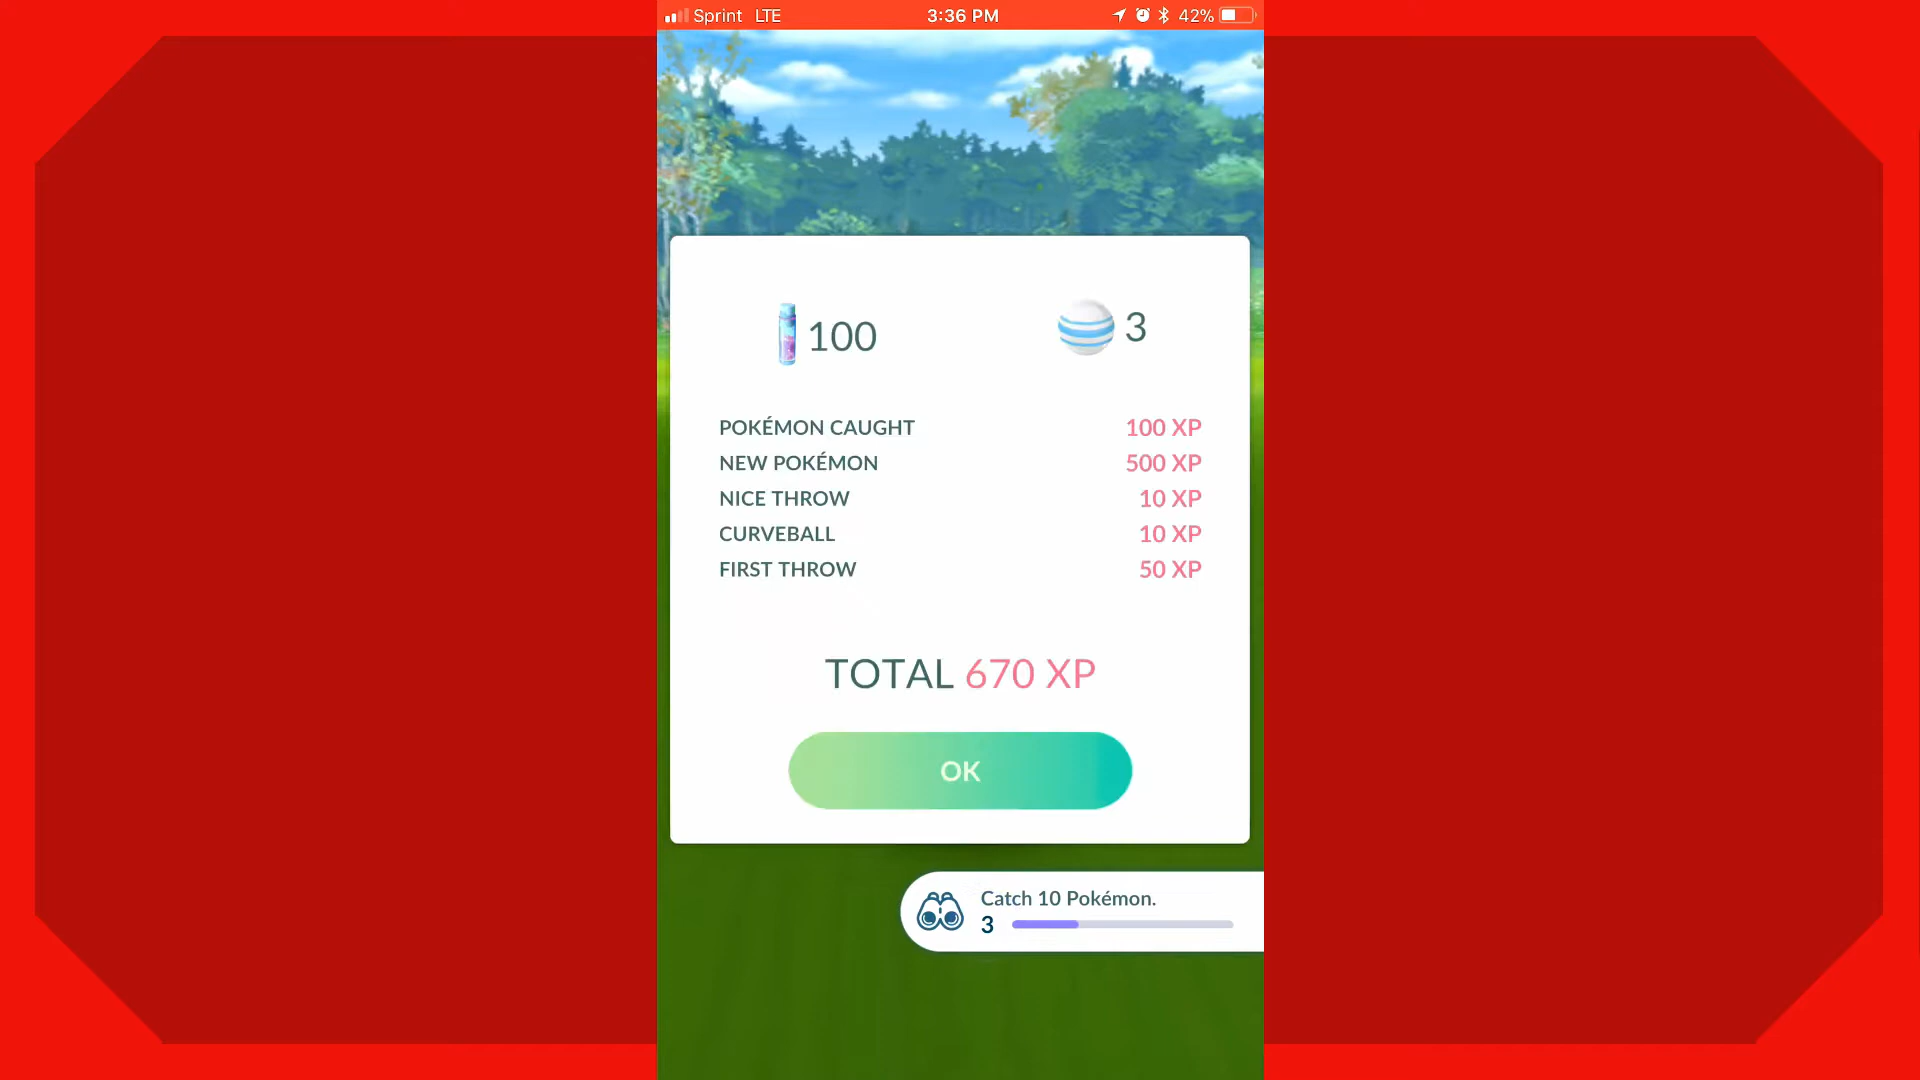 Sprint LTE 3:36 PM 42%
100 3
POKÉMON CAUGHT 100 XP
NEW POKÉMON 500 XP
NICE THROW 10 XP
CURVEBALL 10 XP
FIRST THROW 50 XP
TOTAL 670 XP
OK
Catch 10 Pokémon.
3